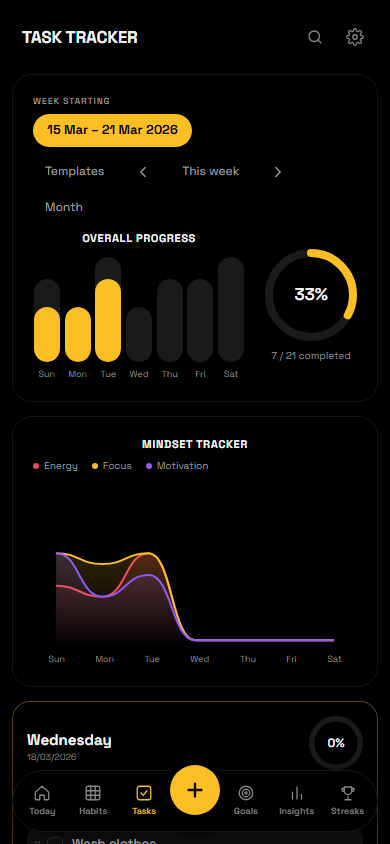 TASK TRACKER
WEEK STARTING
15 Mar – 21 Mar 2026
Templates
This week
Month
OVERALL PROGRESS
33%
Sun Mon Tue Wed Thu Fri Sat
7 / 21 completed
MINDSET TRACKER
Energy Focus Motivation
Sun Mon Tue Wed Thu Fri Sat
Wednesday
0%
18/03/2026
Today Habits Tasks Goals Insights Streaks
Wash clothes